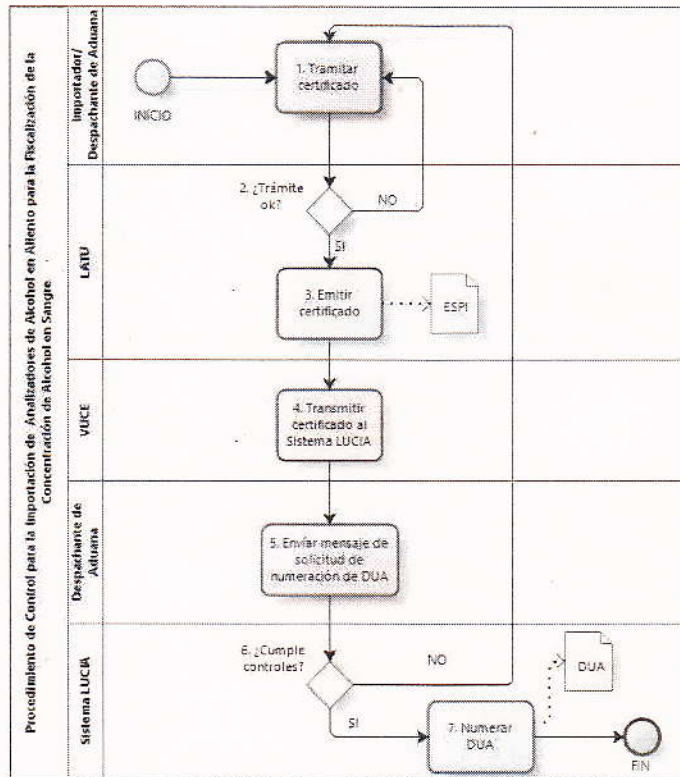 Procedimiento de Control para la Importación de Analizadores de Alcohol en Aliento para la Fiscalización de la
Concentración de Alcohol en Sangre
Importador/
Despachante de Aduana
INICIO
1. Tramitar
certificado
LATU
2. ¿Trámite
ok?
NO
SI
3. Emitir
certificado
ESPI
VUCE
4. Transmitir
certificado al
Sistema LUCIA
Despachante de
Aduana
5. Enviar mensaje de
solicitud de
numeración de DUA
Sistema LUCIA
6. ¿Cumple
controles?
NO
SI
7. Numerar
DUA
DUA
FIN